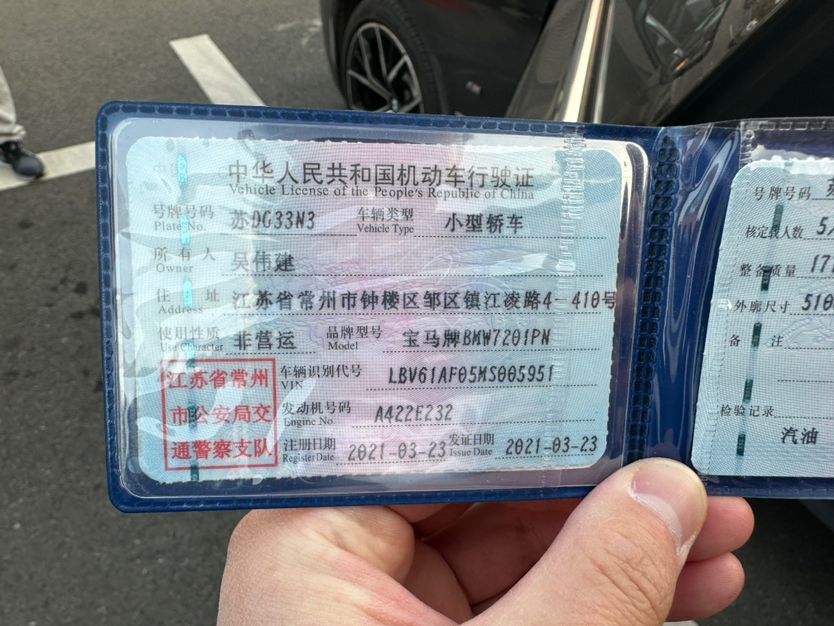 中华人民共和国机动车行驶证
Vehicle License of the People's Republic of China
号牌号码 苏DG33N3 车辆类型 小型轿车
Plate No. Vehicle Type
所有人 吴伟建
Owner
住址 江苏省常州市钟楼区邹区镇江凌路4-410号
Address
使用性质 非营运 品牌型号 宝马牌BMW7201PN
Use Character Model
江苏省常州
市公安局交
通警察支队
车辆识别代号 LBV61AF05MS005951
VIN
发动机号码 A422E232
Engine No.
注册日期 2021-03-23 发证日期 2021-03-23
Register Date Issue Date
号牌号码
核定载人数 5/
整备质量 177
外廓尺寸 510
备注
检验记录
汽油